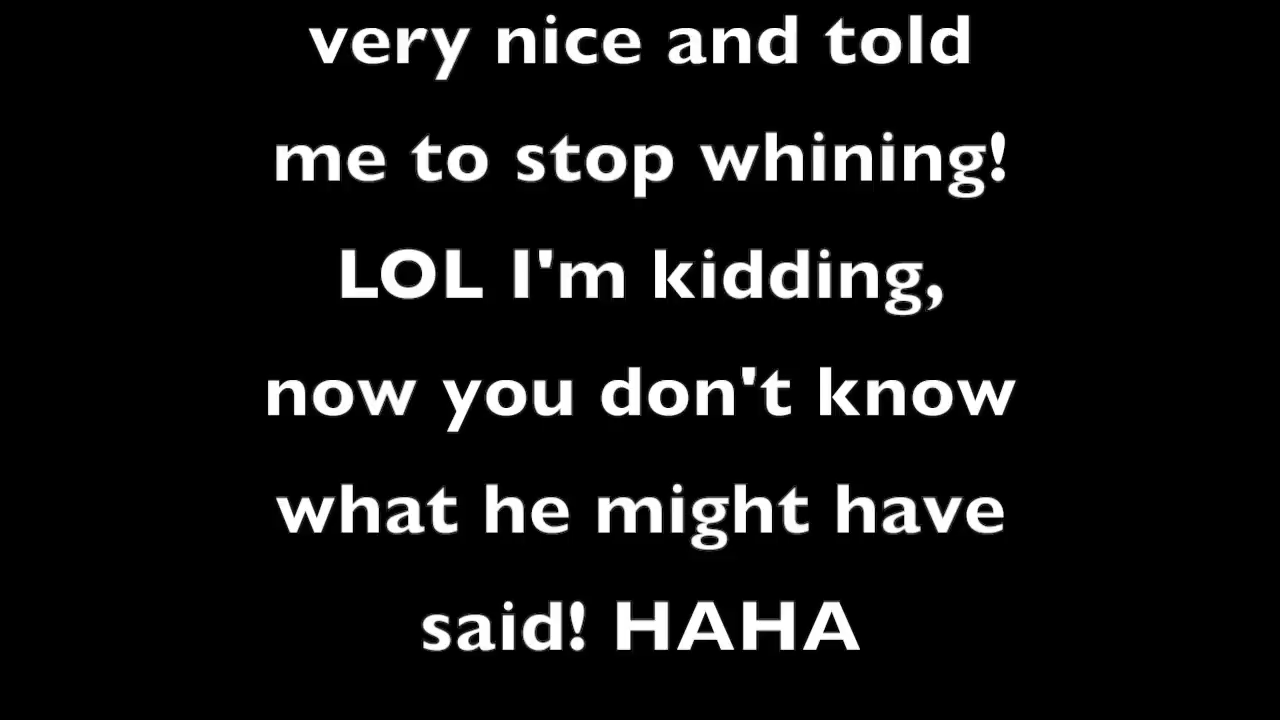 very nice and told
me to stop whining!
LOL I'm kidding,
now you don't know
what he might have
said! HAHA